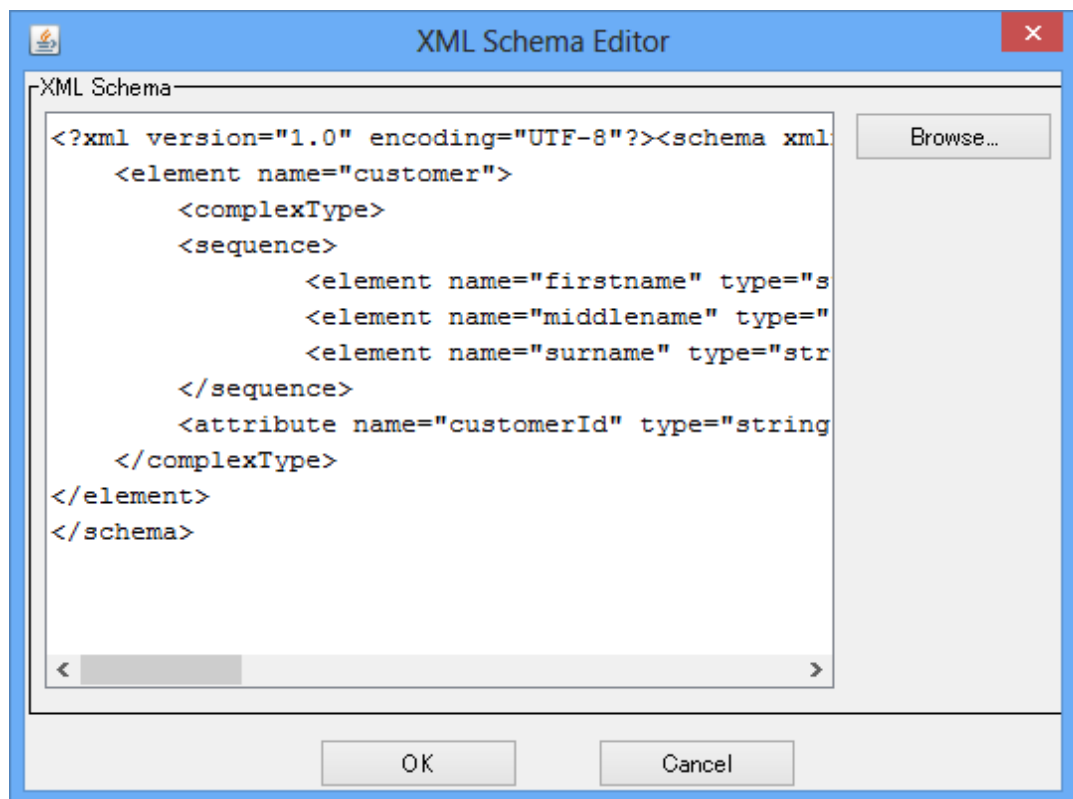 XML Schema Editor
XML Schema
<?xml version="1.0" encoding="UTF-8"?><schema xml
Browse...
<element name="customer">
<complexType>
<sequence>
<element name="firstname" type="s
<element name="middlename" type="
<element name="surname" type="str
</sequence>
<attribute name="customerId" type="string
</complexType>
</element>
</schema>
OK
Cancel